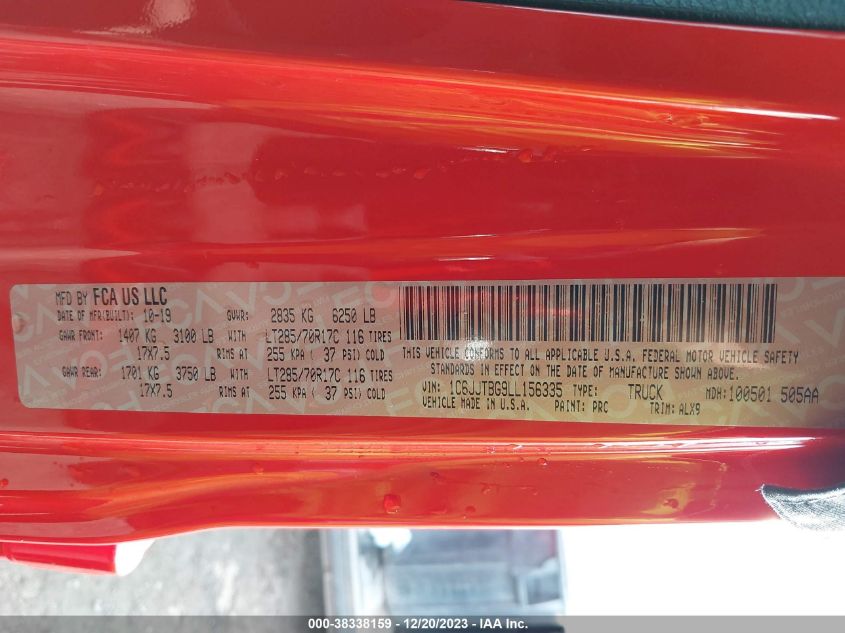 MFD BY FCA US LLC
DATE OF MFR(BUILT): 10-19 GVWR: 2835 KG 6250 LB
GAWR FRONT: 1407 KG 3100 LB WITH LT285/70R17C 116 TIRES
17X7.5 RIMS AT 255 KPA ( 37 PSI) COLD
GAWR REAR: 1701 KG 3750 LB WITH LT285/70R17C 116 TIRES
17X7.5 RIMS AT 255 KPA ( 37 PSI) COLD
THIS VEHICLE CONFORMS TO ALL APPLICABLE U.S.A. FEDERAL MOTOR VEHICLE SAFETY
STANDARDS IN EFFECT ON THE DATE OF MANUFACTURE SHOWN ABOVE.
VIN: 1C6JJTBG9LL156335 TYPE: TRUCK MDH: 100501 505AA
VEHICLE MADE IN U.S.A. PAINT: PRC TRIM: ALX9
000-38338159 - 12/20/2023 - IAA Inc.